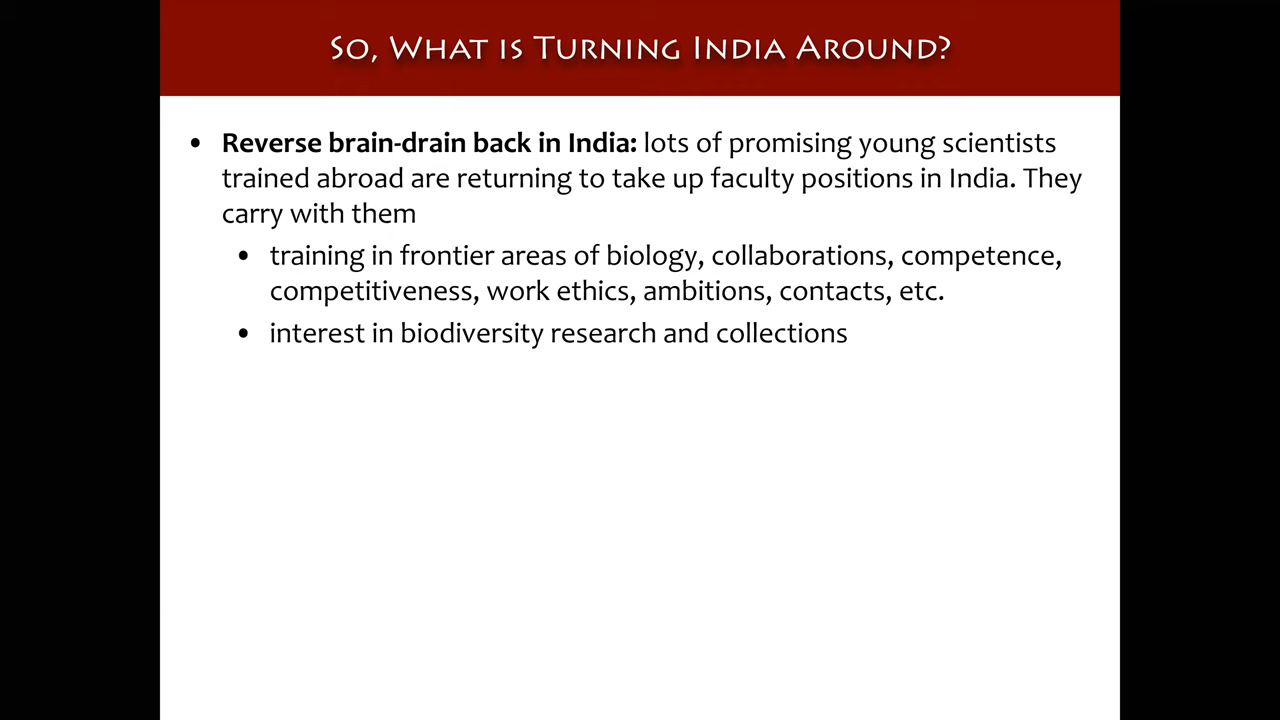 So, What is Turning India Around?
• Reverse brain-drain back in India: lots of promising young scientists
trained abroad are returning to take up faculty positions in India. They
carry with them
• training in frontier areas of biology, collaborations, competence,
competitiveness, work ethics, ambitions, contacts, etc.
• interest in biodiversity research and collections